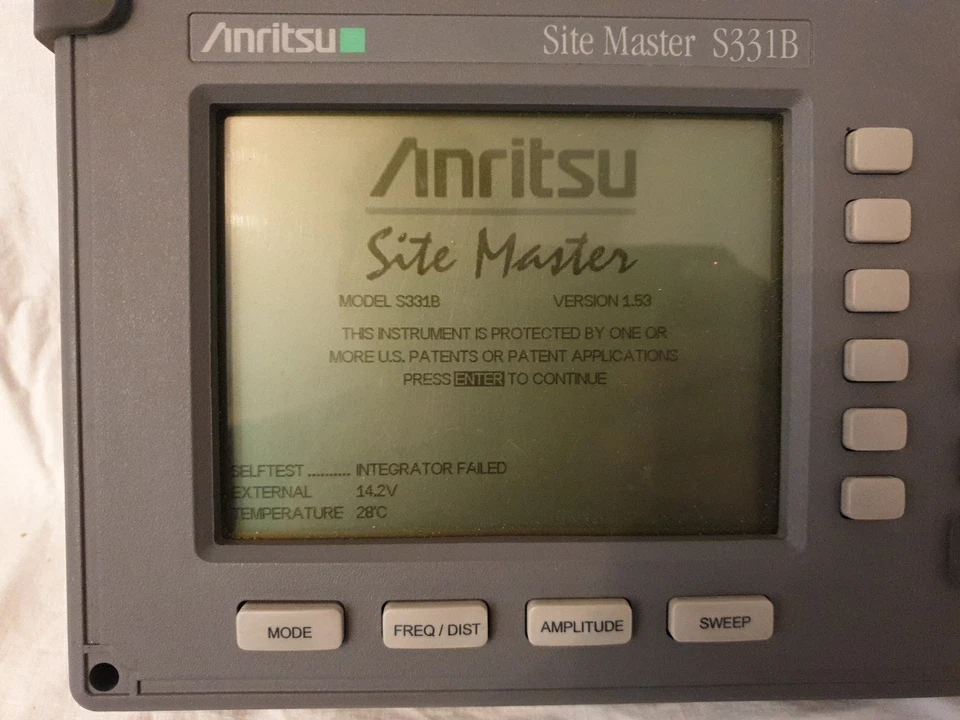 Anritsu Site Master S331B
Anritsu
Site Master
MODEL S331B VERSION 1.53
THIS INSTRUMENT IS PROTECTED BY ONE OR
MORE U.S. PATENTS OR PATENT APPLICATIONS
PRESS ENTER TO CONTINUE
SELFTEST .......... INTEGRATOR FAILED
EXTERNAL 14.2V
TEMPERATURE 28°C
MODE FREQ / DIST AMPLITUDE SWEEP